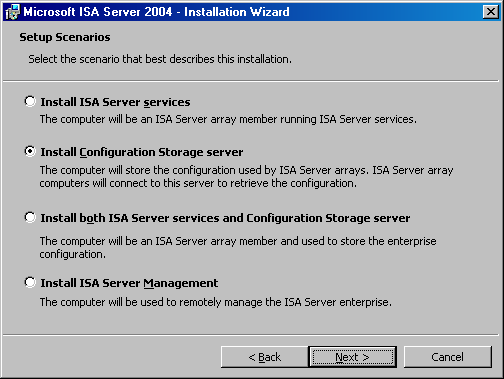 Microsoft ISA Server 2004 - Installation Wizard
Setup Scenarios
Select the scenario that best describes this installation.
Install ISA Server services
The computer will be an ISA Server array member running ISA Server services.
Install Configuration Storage server
The computer will store the configuration used by ISA Server arrays. ISA Server array
computers will connect to this server to retrieve the configuration.
Install both ISA Server services and Configuration Storage server
The computer will be an ISA Server array member and used to store the enterprise
configuration.
Install ISA Server Management
The computer will be used to remotely manage the ISA Server enterprise.
< Back Next > Cancel